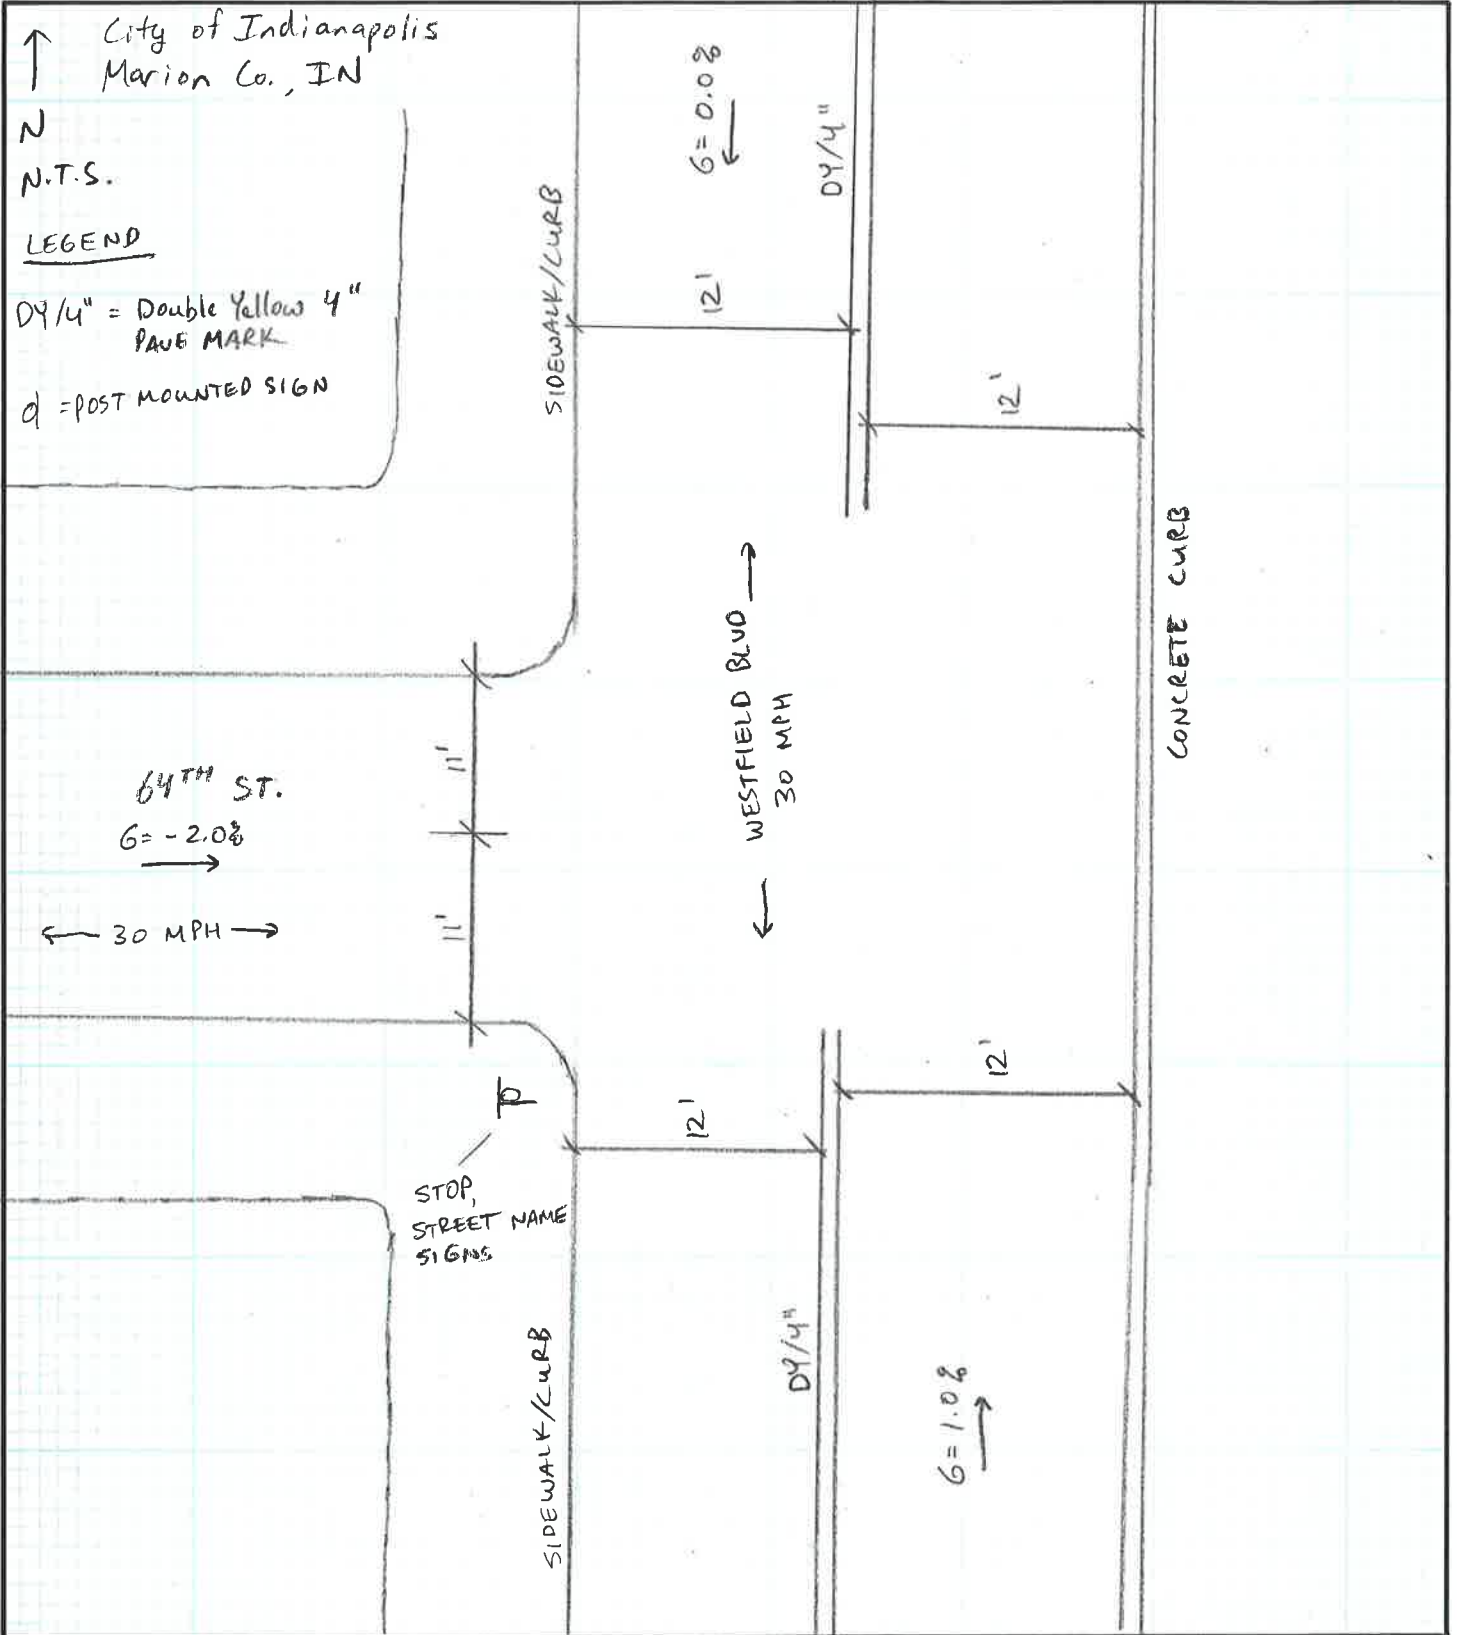 City of Indianapolis
Marion Co., IN
N
N.T.S.
LEGEND
DY/4" = Double Yellow 4"
PAVE MARK
d = POST MOUNTED SIGN
SIDEWALK/CURB
G= 0.0%
DY/4"
12'
12'
CONCRETE CURB
WESTFIELD BLVD
30 MPH
11'
64TH ST.
G= -2.0%
30 MPH
11'
12'
12'
STOP,
STREET NAME
SIGNS
SIDEWALK/CURB
DY/4"
G= 1.0%